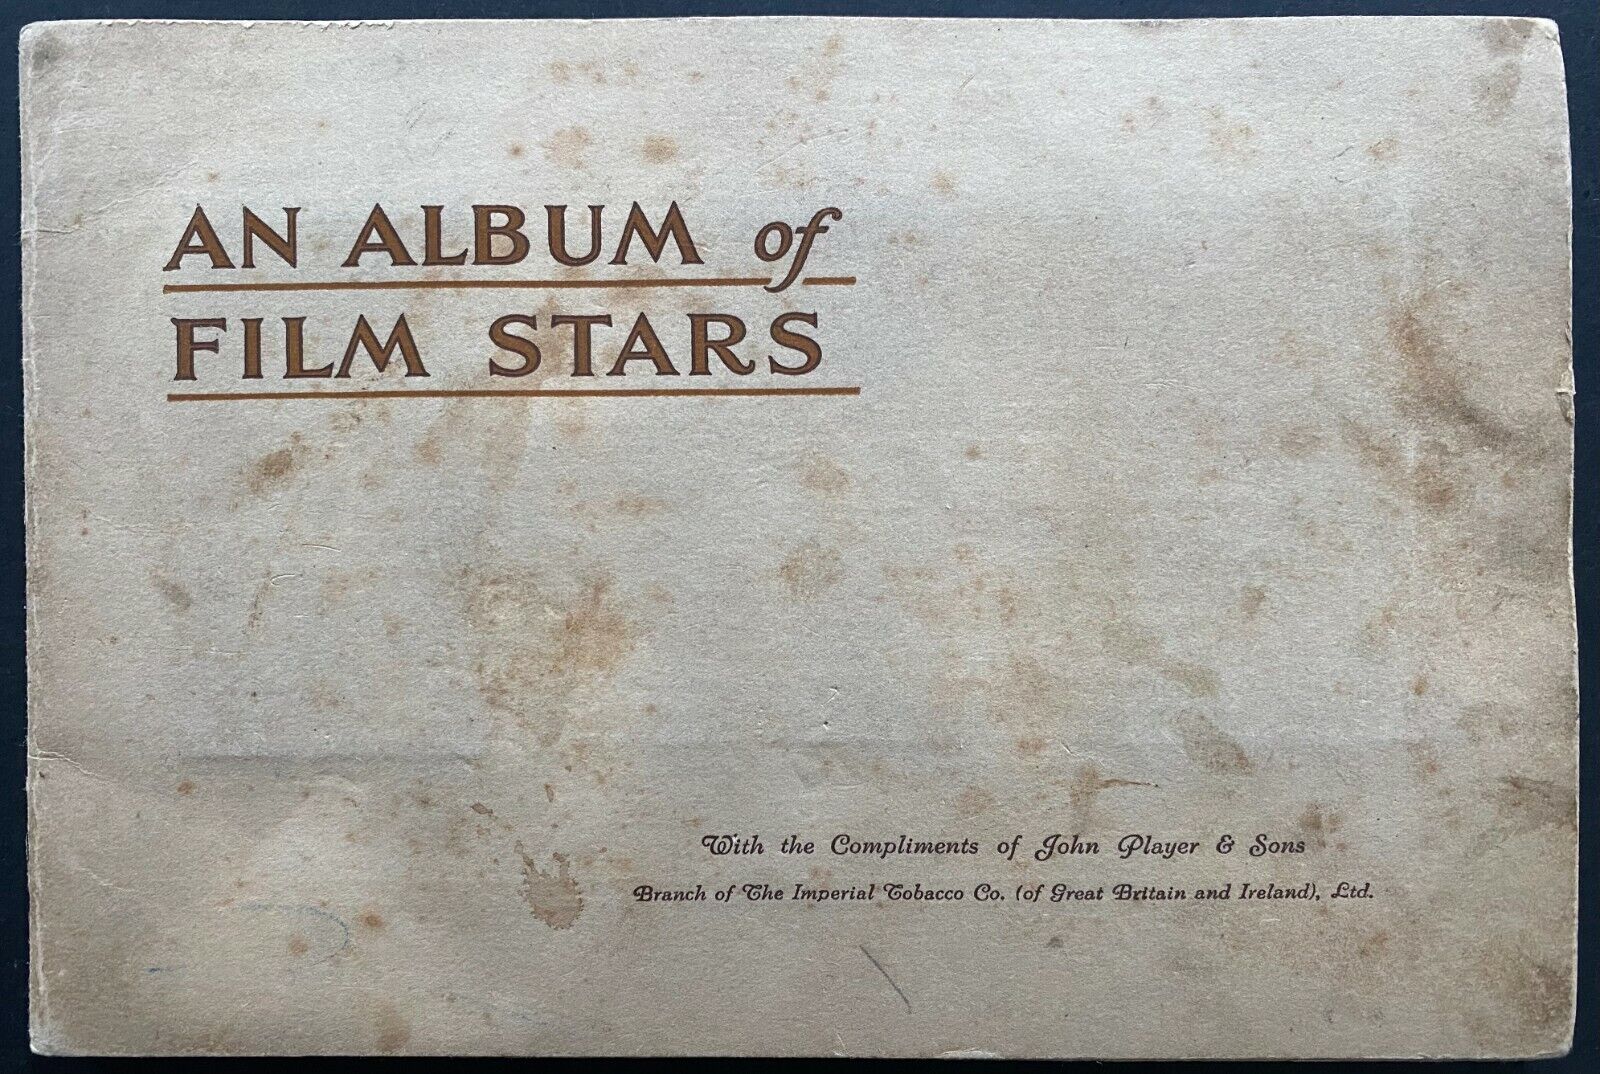 AN ALBUM of
FILM STARS
With the Compliments of John Player & Sons
Branch of The Imperial Tobacco Co. (of Great Britain and Ireland), Ltd.